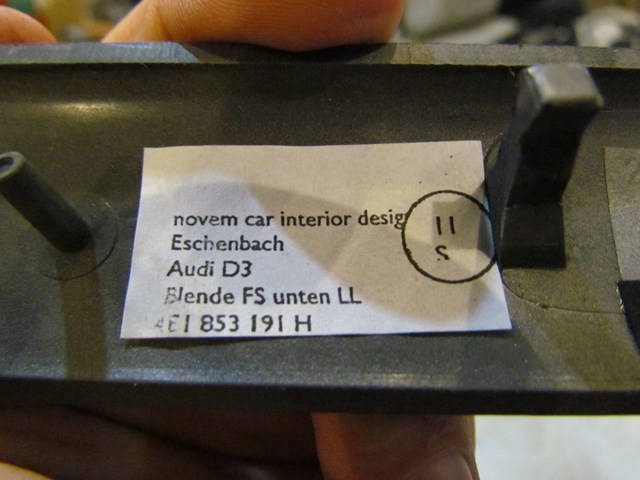 novem car interior desig
Eschenbach
Audi D3
Blende FS unten LL
4E1 853 191 H
11
S